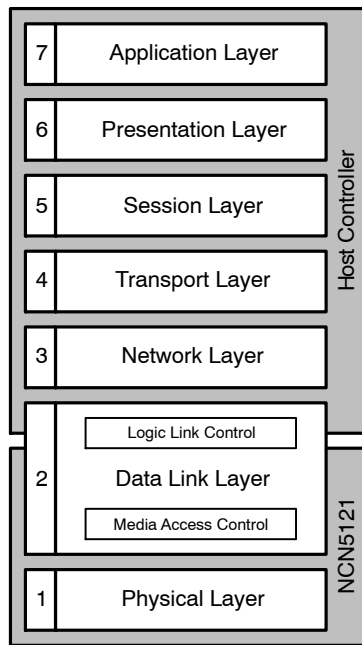 7 Application Layer
6 Presentation Layer
5 Session Layer
4 Transport Layer
3 Network Layer
Logic Link Control
2 Data Link Layer
Media Access Control
1 Physical Layer
Host Controller
NCN5121